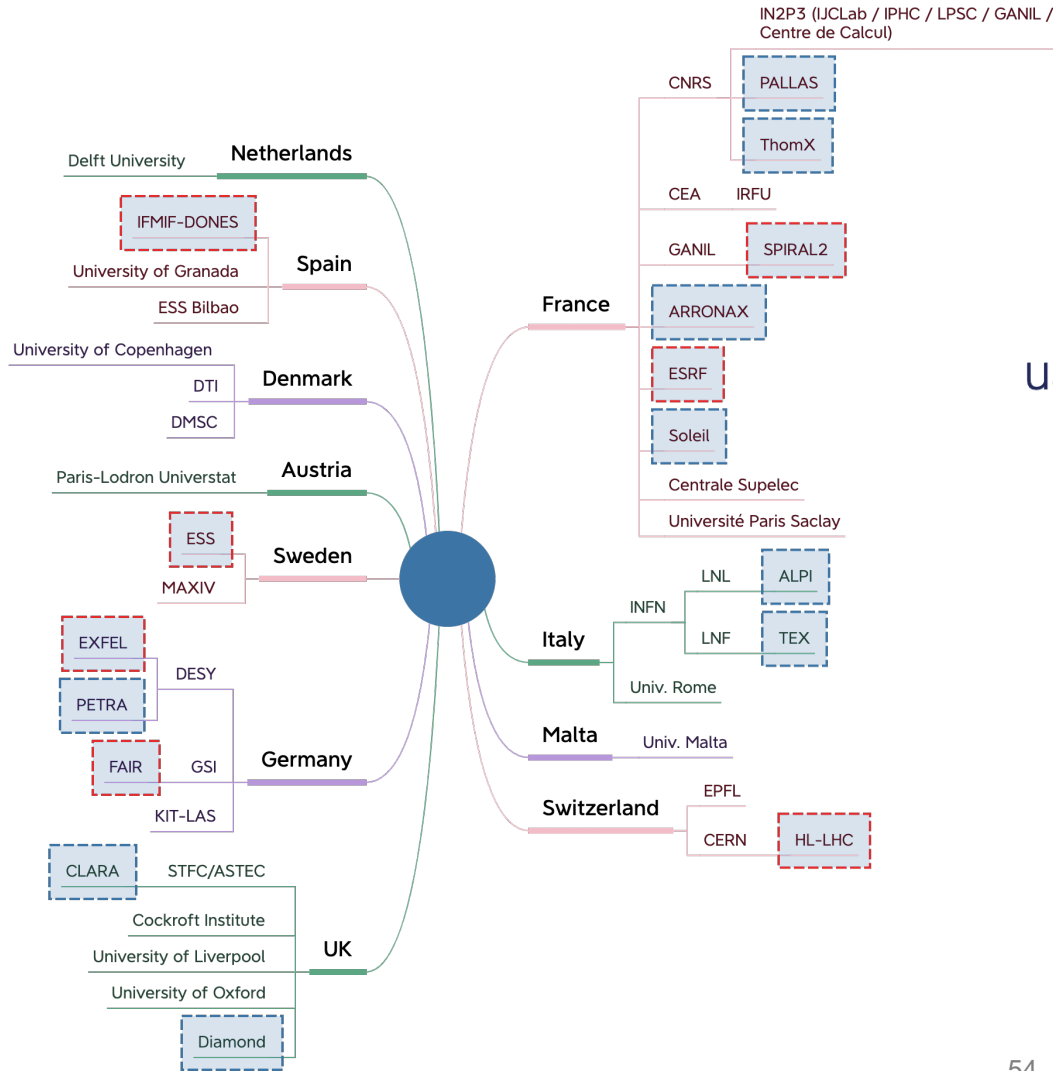 IN2P3 (IJCLab / IPHC / LPSC / GANIL /
Centre de Calcul)
CNRS
PALLAS
ThomX
CEA
IRFU
GANIL
SPIRAL2
France
ARRONAX
ESRF
Soleil
Centrale Supelec
Université Paris Saclay
Netherlands
Delft University
IFMIF-DONES
Spain
University of Granada
ESS Bilbao
University of Copenhagen
Denmark
DTI
DMSC
Austria
Paris-Lodron Universtat
ESS
Sweden
MAXIV
EXFEL
DESY
PETRA
Germany
FAIR
GSI
KIT-LAS
CLARA
STFC/ASTEC
Cockroft Institute
UK
University of Liverpool
University of Oxford
Diamond
Italy
INFN
LNL
ALPI
LNF
TEX
Univ. Rome
Malta
Univ. Malta
Switzerland
EPFL
CERN
HL-LHC
54